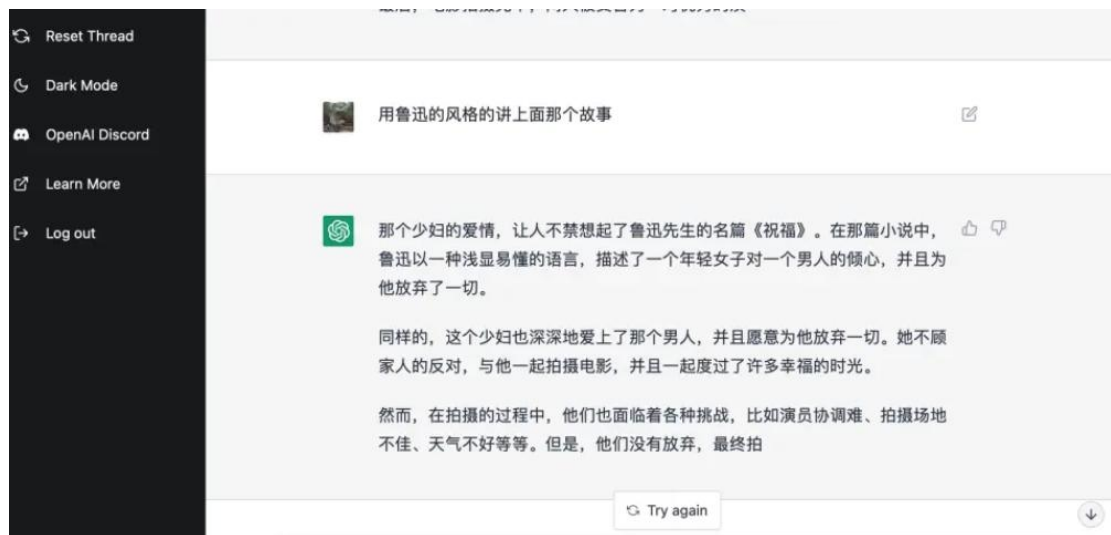 Reset Thread
Dark Mode
OpenAI Discord
Learn More
Log out
用鲁迅的风格的讲上面那个故事
那个少妇的爱情，让人不禁想起了鲁迅先生的名篇《祝福》。在那篇小说中，
鲁迅以一种浅显易懂的语言，描述了一个年轻女子对一个男人的倾心，并且为
他放弃了一切。
同样的，这个少妇也深深地爱上了那个男人，并且愿意为他放弃一切。她不顾
家人的反对，与他一起拍摄电影，并且一起度过了许多幸福的时光。
然而，在拍摄的过程中，他们也面临着各种挑战，比如演员协调难、拍摄场地
不佳、天气不好等等。但是，他们没有放弃，最终拍
Try again